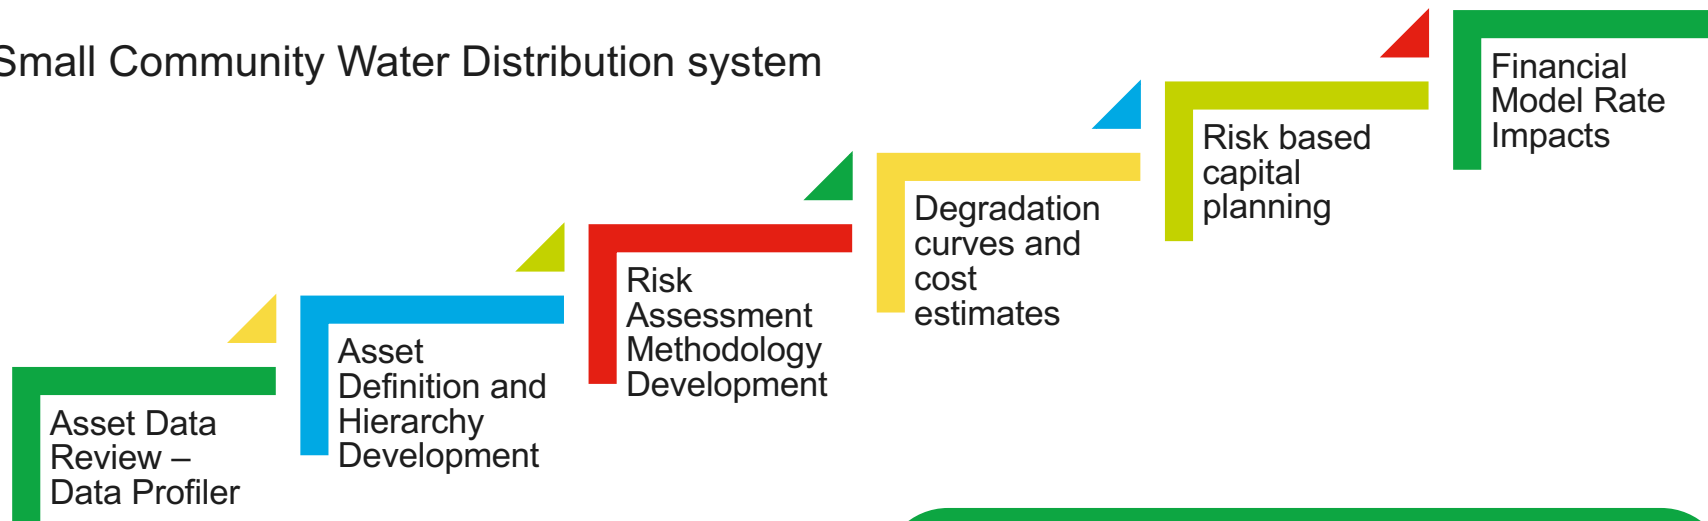 Small Community Water Distribution system
Asset Data
Review –
Data Profiler
Asset
Definition and
Hierarchy
Development
Risk
Assessment
Methodology
Development
Degradation
curves and
cost
estimates
Risk based
capital
planning
Financial
Model Rate
Impacts